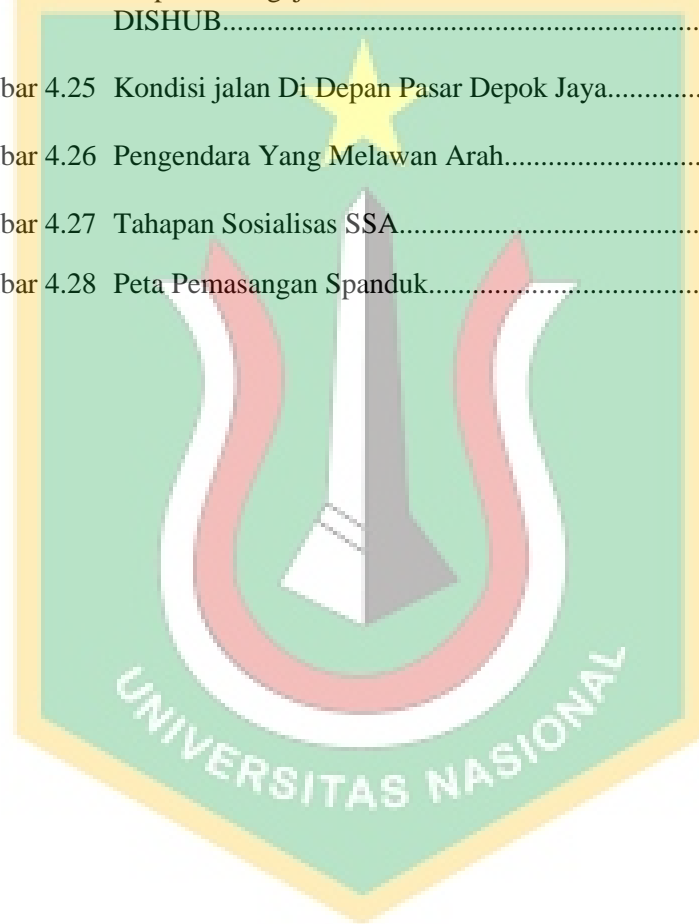 DISHUB................................................................
bar 4.25 Kondisi jalan Di Depan Pasar Depok Jaya............
bar 4.26 Pengendara Yang Melawan Arah..........................
bar 4.27 Tahapan Sosialisas SSA........................................
bar 4.28 Peta Pemasangan Spanduk....................................
UNIVERSITAS NASIONAL